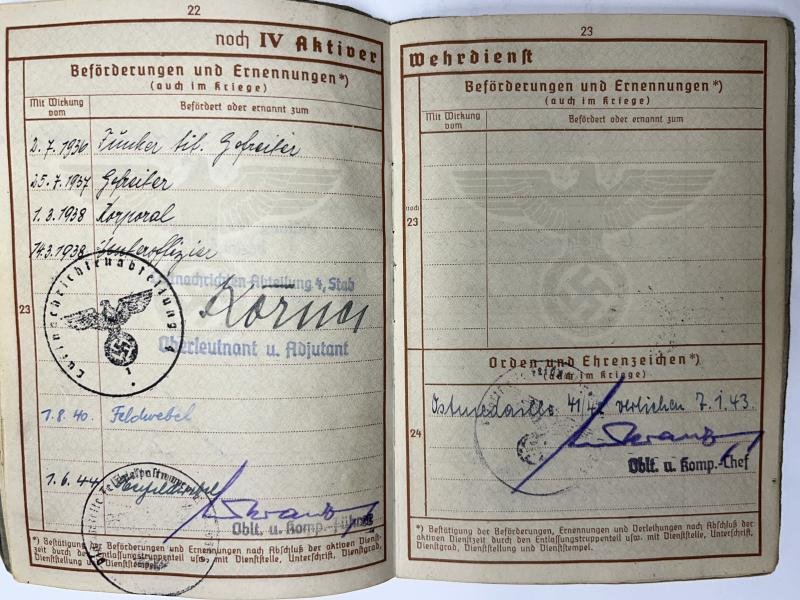 22
noch IV Aktiver
Beförderungen und Ernennungen*)
(auch im Kriege)
Mit Wirkung vom
Befördert oder ernannt zum
2.7.1936 Funker tit. Gefreiter
25.7.1937 Gefreiter
1.3.1938 Korporal
14.3.1938 Unteroffizier
23
Luftnachrichtenabteilung
nachrichten-Abteilung 4, Stab
Oberleutnant u. Adjutant
1.8.40. Feldwebel
1.6.44
Oblt. u. Komp.-Führer
*) Bestätigung der Beförderungen und Ernennungen nach Abschluß der aktiven Dienst-
zeit durch den Entlassungstruppenteil usw. mit Dienststelle, Unterschrift, Dienstgrad,
Dienststellung u. Dienststempel.
23
Wehrdienst
Beförderungen und Ernennungen*)
(auch im Kriege)
Mit Wirkung vom
Befördert oder ernannt zum
noch
23
Orden und Ehrenzeichen*)
(auch im Kriege)
Ostmedaille 41/42 verliehen 7.1.43.
24
Oblt. u. Komp.-Chef
*) Bestätigung der Beförderungen, Ernennungen und Verleihungen nach Abschluß der
aktiven Dienstzeit durch den Entlassungstruppenteil usw. mit Dienststelle, Unterschrift,
Dienstgrad, Dienststellung und Dienststempel.